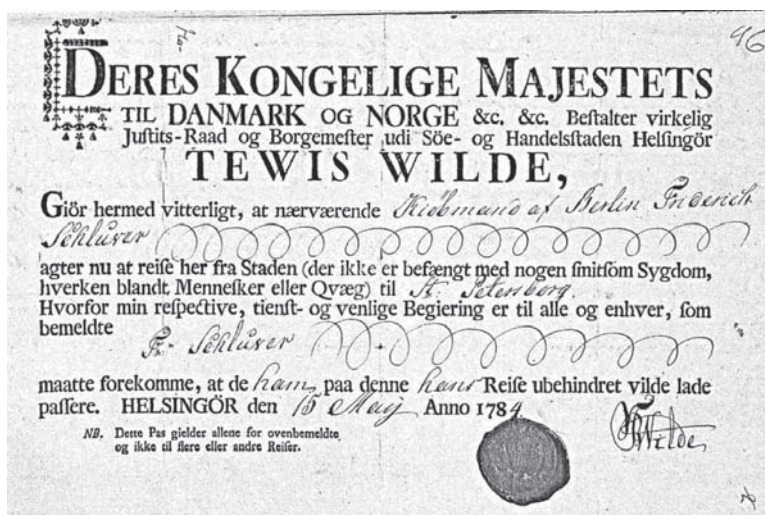 96
DERES KONGELIGE MAJESTETS
TIL DANMARK OG NORGE &c. &c. Beſtalter virkelig
Juſtits-Raad og Borgemeſter udi Söe- og Handelsſtaden Helſingör
TEWIS WILDE,
Giör hermed vitterligt, at nærværende Kiöbmand af Berlin Friderich
Schluver
agter nu at reiſe her fra Staden (der ikke er befængt med nogen ſmitſöm Sygdom,
hverken blandt Menneſker eller Qvæg) til St. Petersborg.
Hvorfor min reſpective, tienſt- og venlige Begiering er til alle og enhver, ſom
bemeldte
Fr. Schluver
maatte forekomme, at de ham paa denne hans Reiſe ubehindret vilde lade
paſſere. HELSINGÖR den 15 Maij Anno 1784
TWilde
NB. Dette Pas gielder allene for ovenbemeldte
og ikke til flere eller andre Reiſer.